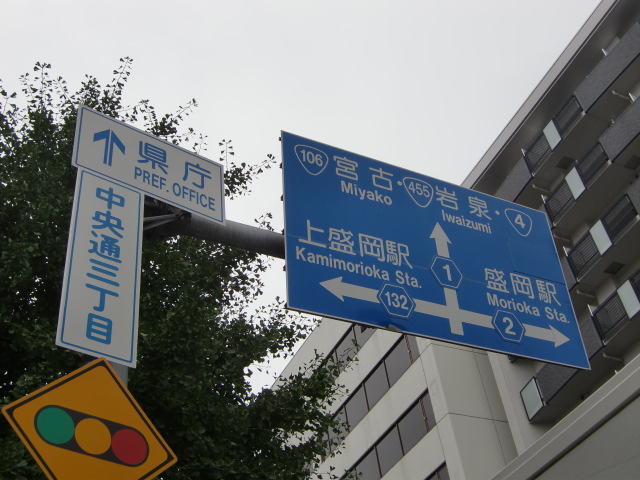 県庁
PREF. OFFICE
中央通三丁目
106 宮古・455 岩泉・4
Miyako Iwaizumi
上盛岡駅
Kamimorioka Sta.
盛岡駅
Morioka Sta.
1
132
2